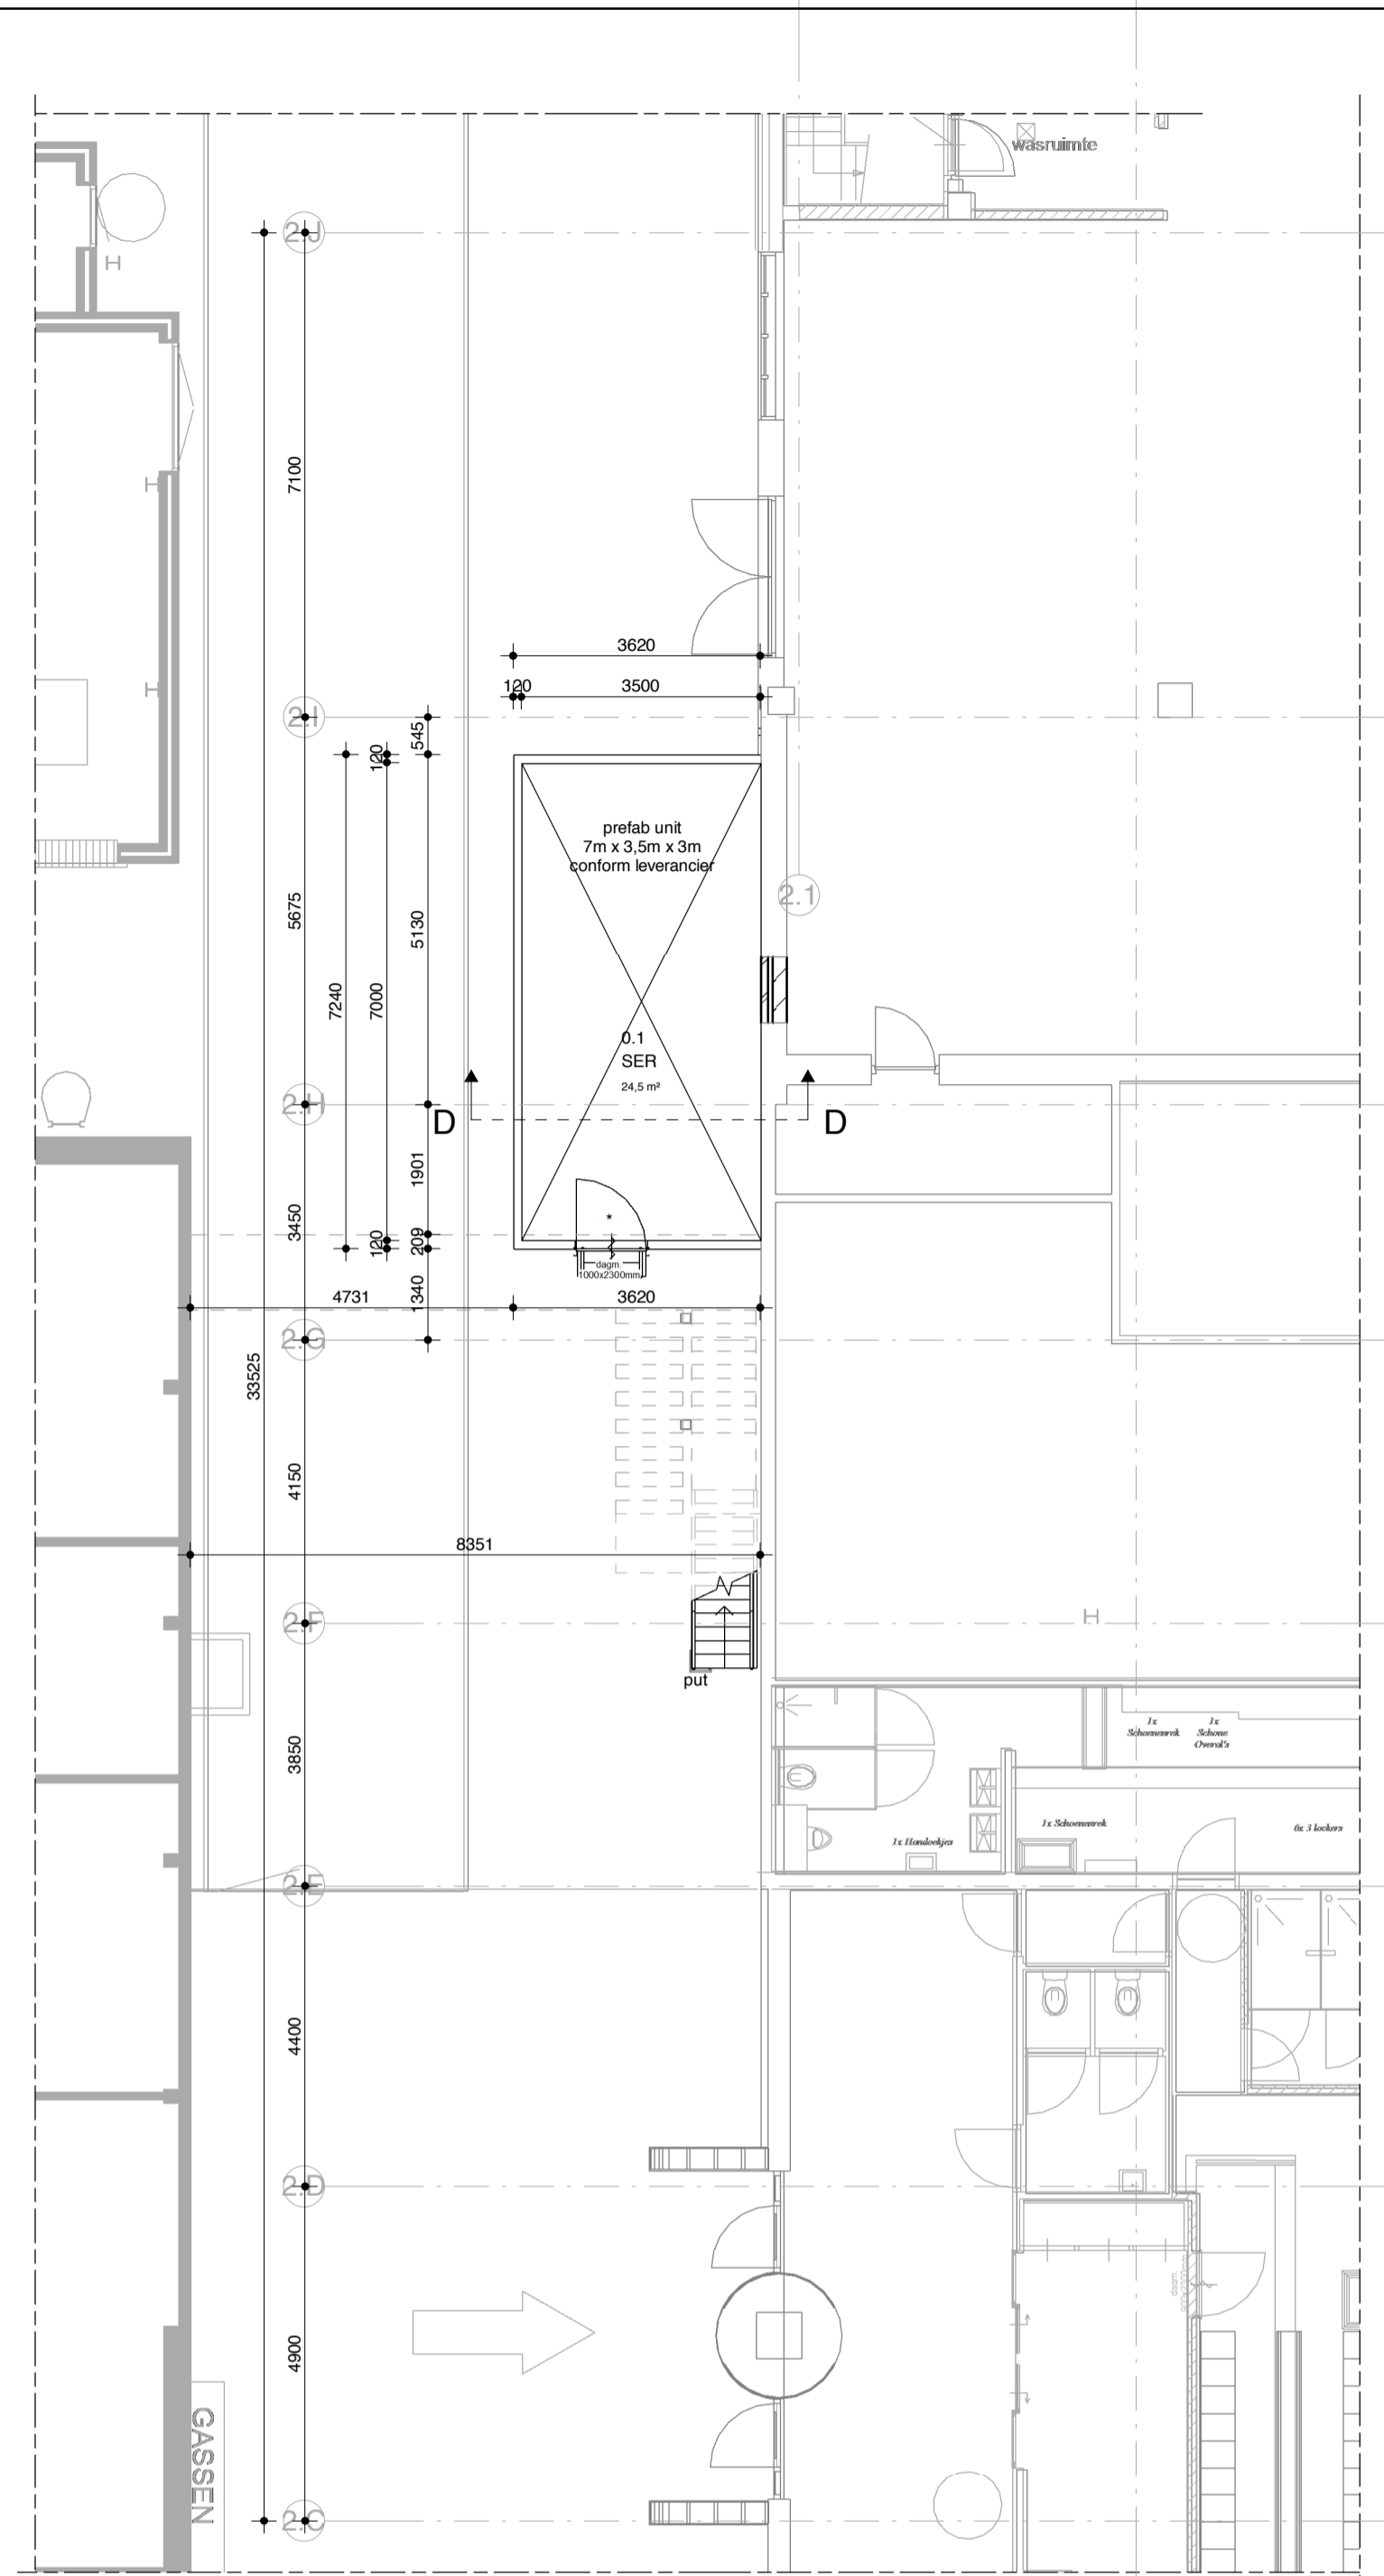 wasruimte
2.J
H
7100
H
3620
120
3500
H
2.I
545
120
prefab unit
7m x 3,5m x 3m
conform leverancier
2.1
5675
5130
7240
7000
0.1
SER
24,5 m²
2.H
D
D
1901
3450
120
209
*
dagm.
1000x2300mm
1340
4731
3620
2.G
33525
4150
8351
2.F
H
put
1x
Schoenenrek
1x
Schone
Overal's
3850
1x Schoenenrek
6x 3 lockers
2.E
4400
2.D
dagm.
900x2300mm
4900
GASSEN
2.C